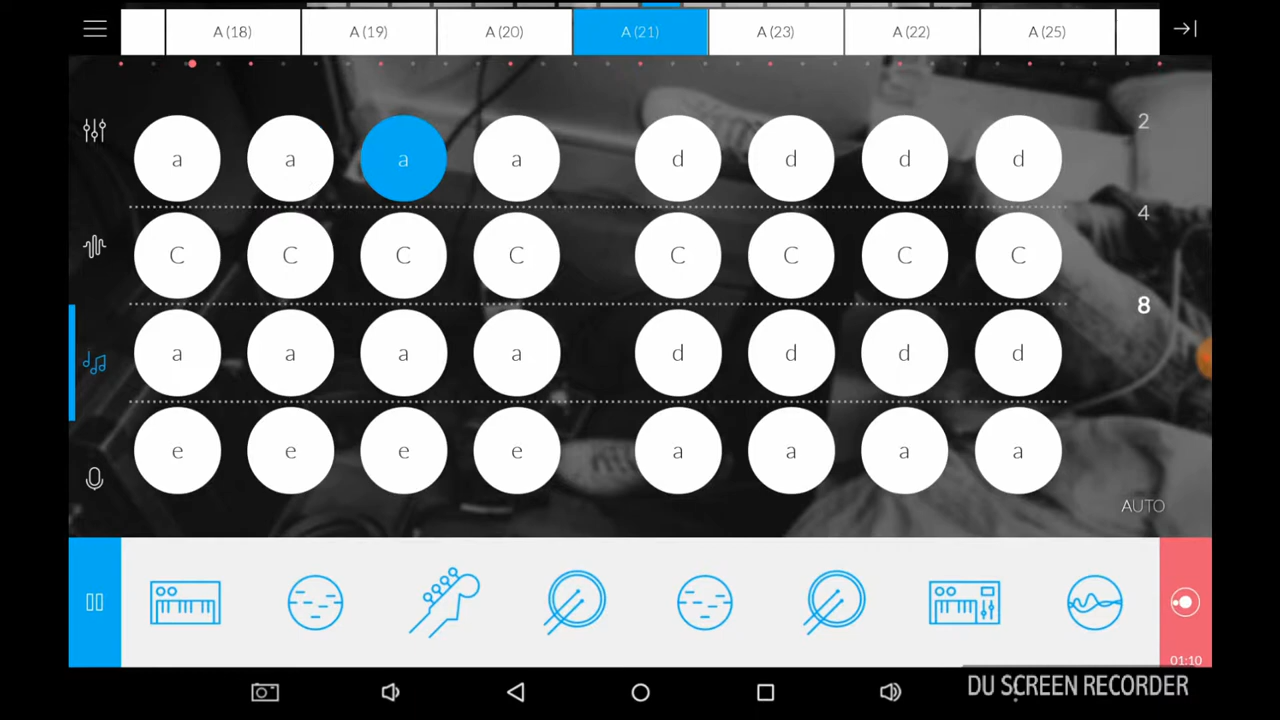 A (18) A (19) A (20) A (21) A (23) A (22) A (25)
a a a a d d d d 2
4
C C C C C C C C
8
a a a a d d d d
e e e e a a a a
AUTO
01:10
DU SCREEN RECORDER